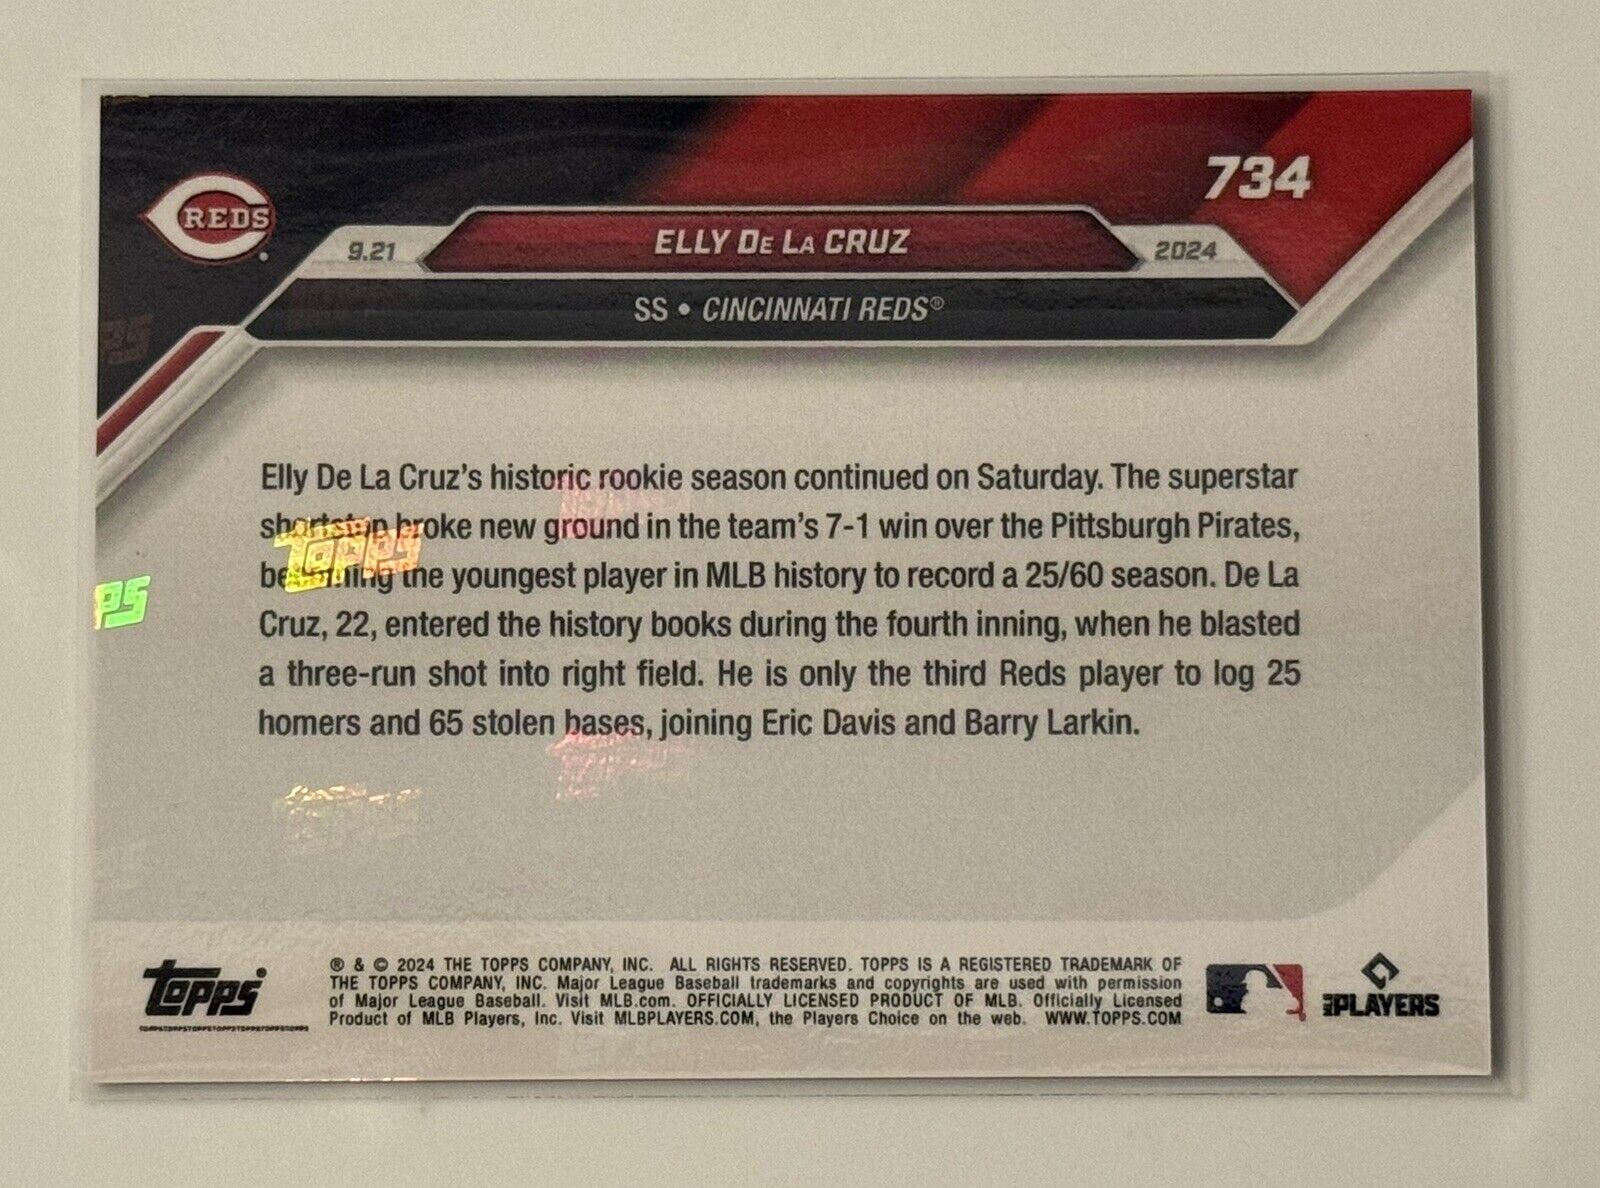 734
REDS
9.21
ELLY DE LA CRUZ
2024
SS • CINCINNATI REDS®
Elly De La Cruz's historic rookie season continued on Saturday. The superstar
shortstop broke new ground in the team's 7-1 win over the Pittsburgh Pirates,
becoming the youngest player in MLB history to record a 25/60 season. De La
Cruz, 22, entered the history books during the fourth inning, when he blasted
a three-run shot into right field. He is only the third Reds player to log 25
homers and 65 stolen bases, joining Eric Davis and Barry Larkin.
TOPPS
PS
topps
® & © 2024 THE TOPPS COMPANY, INC. ALL RIGHTS RESERVED. TOPPS IS A REGISTERED TRADEMARK OF
THE TOPPS COMPANY, INC. Major League Baseball trademarks and copyrights are used with permission
of Major League Baseball. Visit MLB.com. OFFICIALLY LICENSED PRODUCT OF MLB. Officially Licensed
Product of MLB Players, Inc. Visit MLBPLAYERS.COM, the Players Choice on the web. WWW.TOPPS.COM
MLB PLAYERS